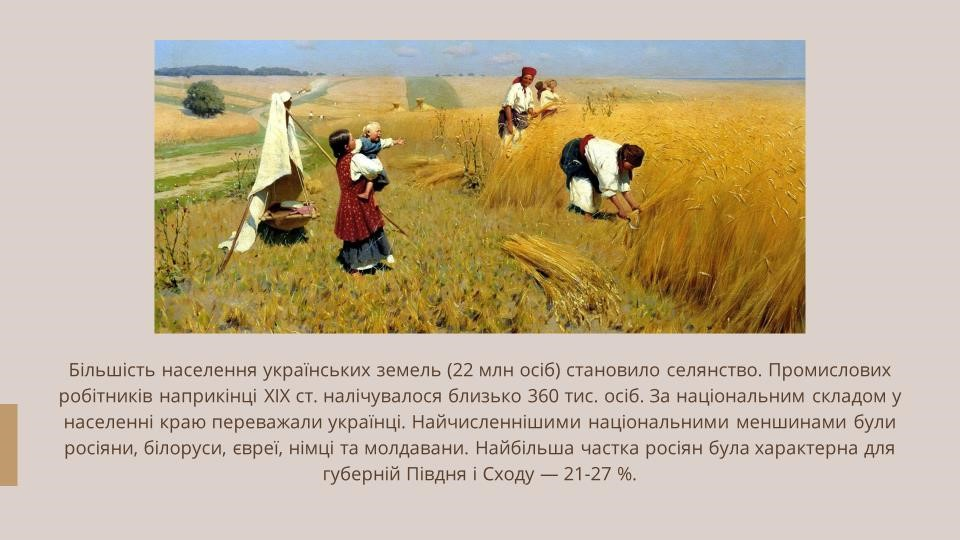 Більшість населення українських земель (22 млн осіб) становило селянство. Промислових
робітників наприкінці XIX ст. налічувалося близько 360 тис. осіб. За національним складом у
населенні краю переважали українці. Найчисленнішими національними меншинами були
росіяни, білоруси, євреї, німці та молдавани. Найбільша частка росіян була характерна для
губерній Півдня і Сходу — 21-27 %.